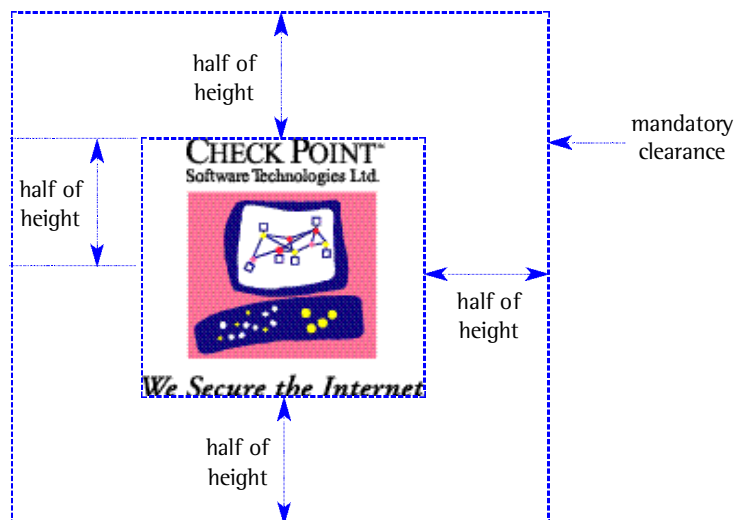 half of
height
mandatory
clearance
CHECK POINT™
Software Technologies Ltd.
half of
height
half of
height
We Secure the Internet
half of
height